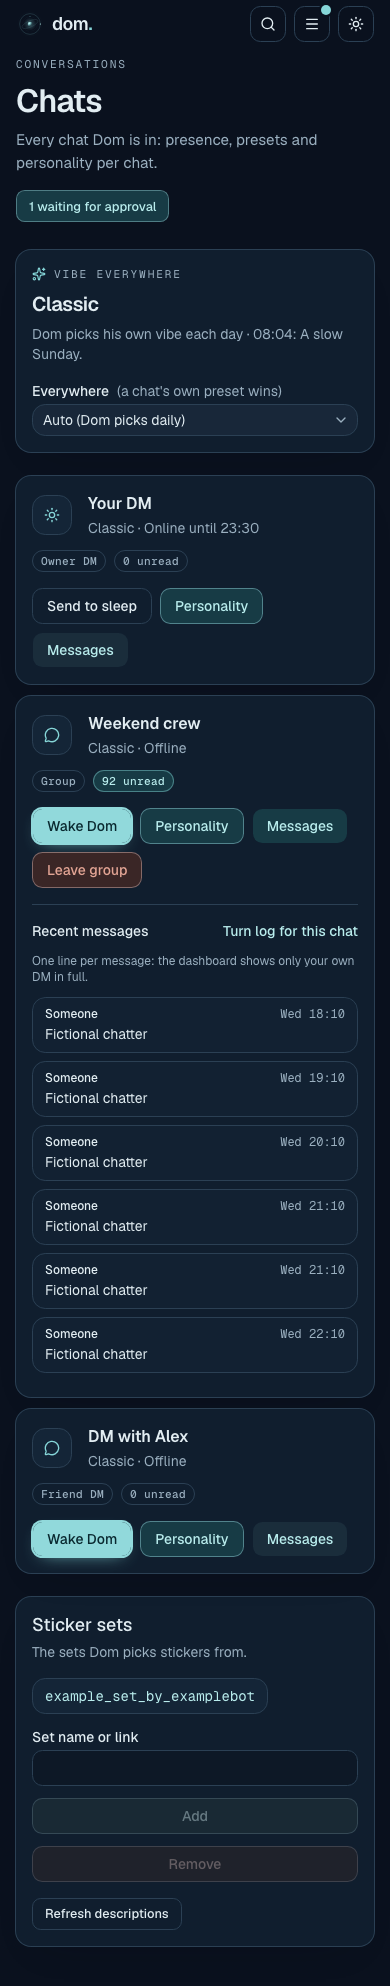 dom.
CONVERSATIONS
Chats
Every chat Dom is in: presence, presets and
personality per chat.
1 waiting for approval
VIBE EVERYWHERE
Classic
Dom picks his own vibe each day · 08:04: A slow
Sunday.
Everywhere (a chat's own preset wins)
Auto (Dom picks daily)
Your DM
Classic · Online until 23:30
Owner DM 0 unread
Send to sleep Personality
Messages
Weekend crew
Classic · Offline
Group 92 unread
Wake Dom Personality Messages
Leave group
Recent messages Turn log for this chat
One line per message: the dashboard shows only your own
DM in full.
Someone Wed 18:10
Fictional chatter
Someone Wed 19:10
Fictional chatter
Someone Wed 20:10
Fictional chatter
Someone Wed 21:10
Fictional chatter
Someone Wed 21:10
Fictional chatter
Someone Wed 22:10
Fictional chatter
DM with Alex
Classic · Offline
Friend DM 0 unread
Wake Dom Personality Messages
Sticker sets
The sets Dom picks stickers from.
example_set_by_examplebot
Set name or link
Add
Remove
Refresh descriptions